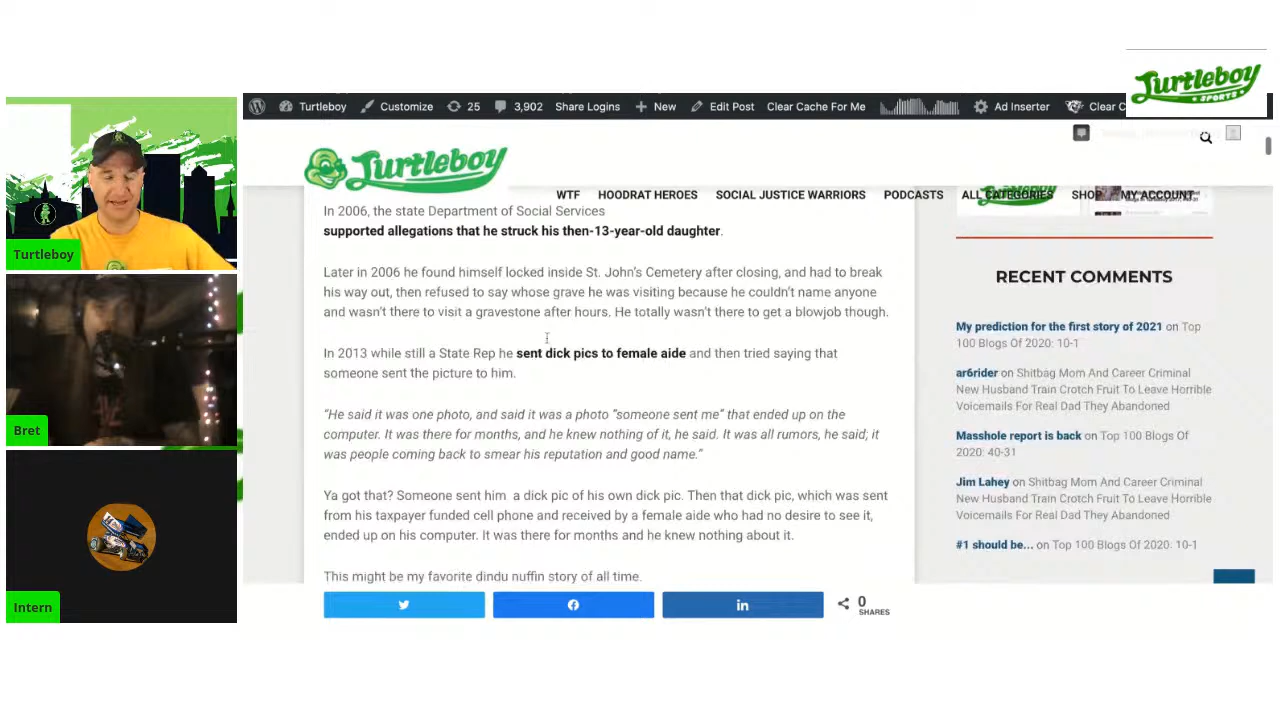 Turtleboy
SPORTS
Turtleboy
Customize
25
3,902
Share Logins
New
Edit Post
Clear Cache For Me
Ad Inserter
Clear C
Turtleboy
WTF
HOODRAT HEROES
SOCIAL JUSTICE WARRIORS
PODCASTS
ALL CATEGORIES
SHOP
MY ACCOUNT
In 2006, the state Department of Social Services
supported allegations that he struck his then-13-year-old daughter.
Later in 2006 he found himself locked inside St. John's Cemetery after closing, and had to break
his way out, then refused to say whose grave he was visiting because he couldn't name anyone
and wasn't there to visit a gravestone after hours. He totally wasn't there to get a blowjob though.
In 2013 while still a State Rep he sent dick pics to female aide and then tried saying that
someone sent the picture to him.
“He said it was one photo, and said it was a photo “someone sent me” that ended up on the
computer. It was there for months, and he knew nothing of it, he said. It was all rumors, he said; it
was people coming back to smear his reputation and good name.”
Ya got that? Someone sent him a dick pic of his own dick pic. Then that dick pic, which was sent
from his taxpayer funded cell phone and received by a female aide who had no desire to see it,
ended up on his computer. It was there for months and he knew nothing about it.
This might be my favorite dindu nuffin story of all time.
0
SHARES
RECENT COMMENTS
My prediction for the first story of 2021 on Top
100 Blogs Of 2020: 10-1
ar6rider on Shitbag Mom And Career Criminal
New Husband Train Crotch Fruit To Leave Horrible
Voicemails For Real Dad They Abandoned
Masshole report is back on Top 100 Blogs Of
2020: 40-31
Jim Lahey on Shitbag Mom And Career Criminal
New Husband Train Crotch Fruit To Leave Horrible
Voicemails For Real Dad They Abandoned
#1 should be... on Top 100 Blogs Of 2020: 10-1
Turtleboy
Bret
Intern